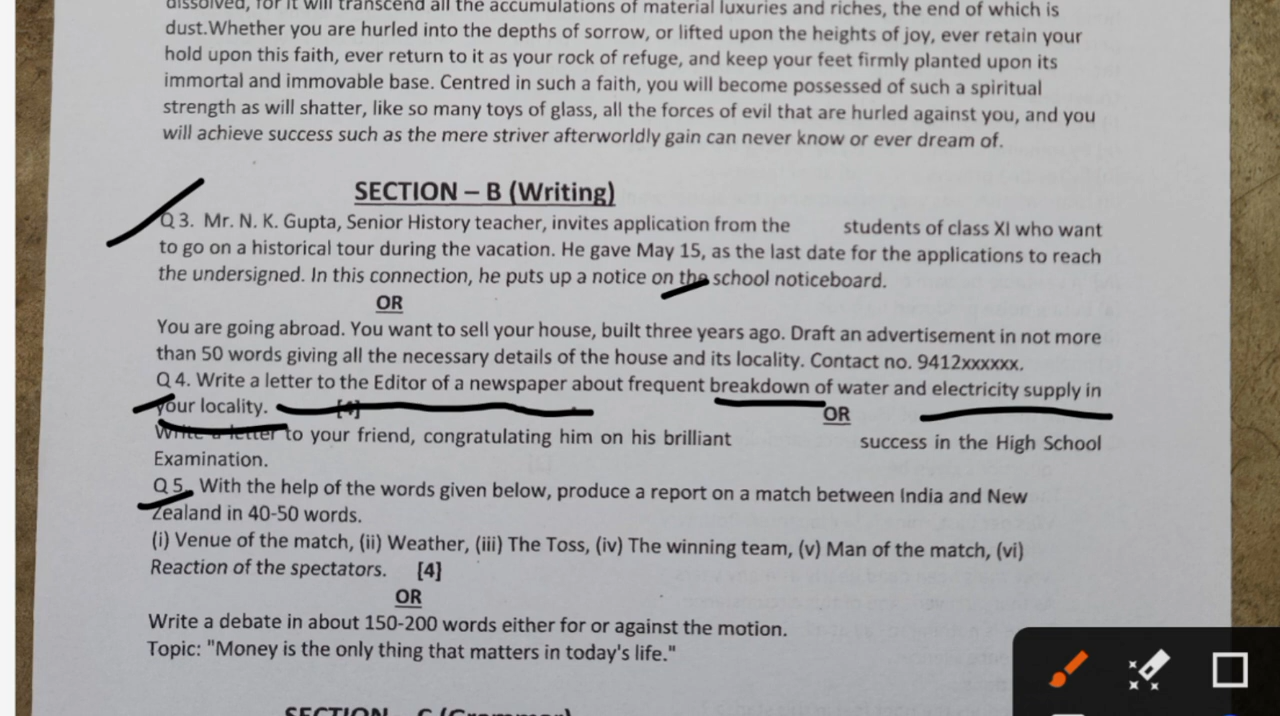 dissolved, for it will transcend all the accumulations of material luxuries and riches, the end of which is
dust.Whether you are hurled into the depths of sorrow, or lifted upon the heights of joy, ever retain your
hold upon this faith, ever return to it as your rock of refuge, and keep your feet firmly planted upon its
immortal and immovable base. Centred in such a faith, you will become possessed of such a spiritual
strength as will shatter, like so many toys of glass, all the forces of evil that are hurled against you, and you
will achieve success such as the mere striver afterworldly gain can never know or ever dream of.
SECTION – B (Writing)
Q 3. Mr. N. K. Gupta, Senior History teacher, invites application from the students of class XI who want
to go on a historical tour during the vacation. He gave May 15, as the last date for the applications to reach
the undersigned. In this connection, he puts up a notice on the school noticeboard.
OR
You are going abroad. You want to sell your house, built three years ago. Draft an advertisement in not more
than 50 words giving all the necessary details of the house and its locality. Contact no. 9412xxxxxx.
Q 4. Write a letter to the Editor of a newspaper about frequent breakdown of water and electricity supply in
your locality. [4] OR
Write a letter to your friend, congratulating him on his brilliant success in the High School
Examination.
Q 5. With the help of the words given below, produce a report on a match between India and New
Zealand in 40-50 words.
(i) Venue of the match, (ii) Weather, (iii) The Toss, (iv) The winning team, (v) Man of the match, (vi)
Reaction of the spectators. [4]
OR
Write a debate in about 150-200 words either for or against the motion.
Topic: "Money is the only thing that matters in today's life."
SECTION – C (Grammar)